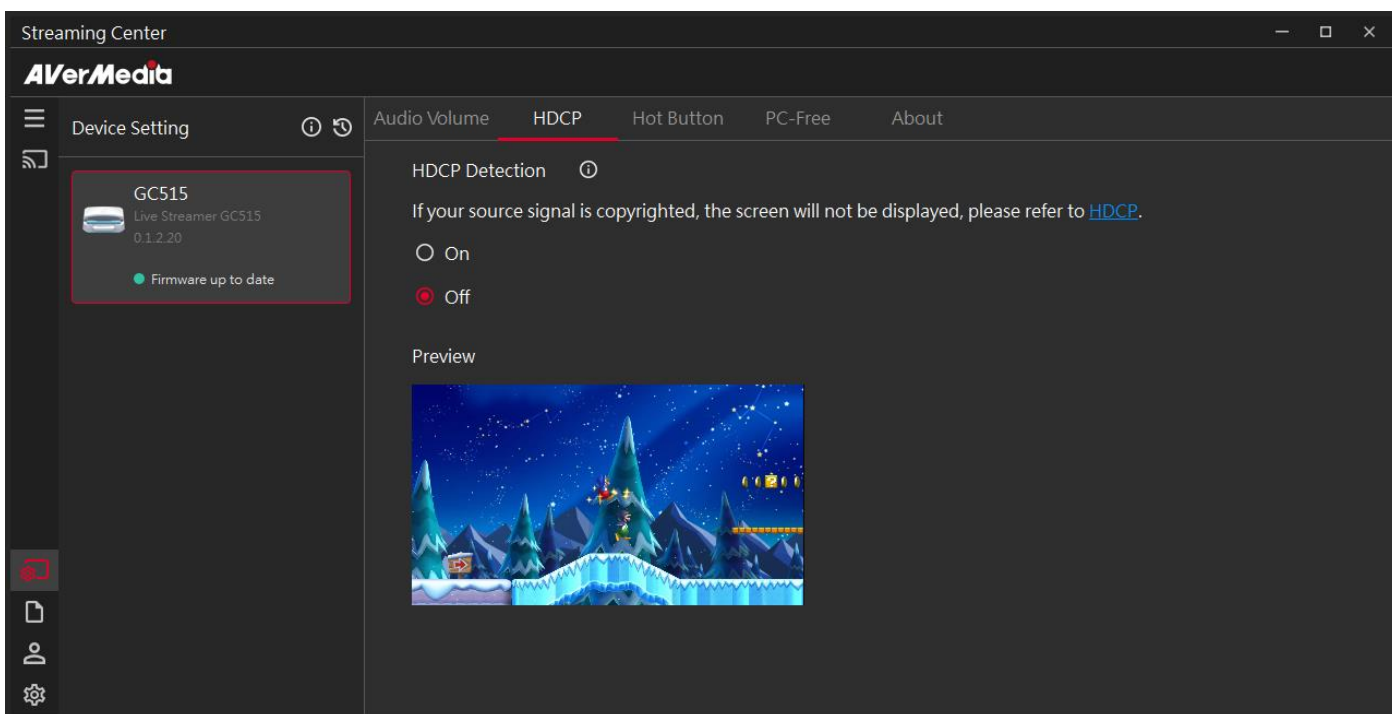 Streaming Center
AVerMedia
Device Setting
GC515
Live Streamer GC515
0.1.2.20
Firmware up to date
Audio Volume HDCP Hot Button PC-Free About
HDCP Detection
If your source signal is copyrighted, the screen will not be displayed, please refer to HDCP.
On
Off
Preview